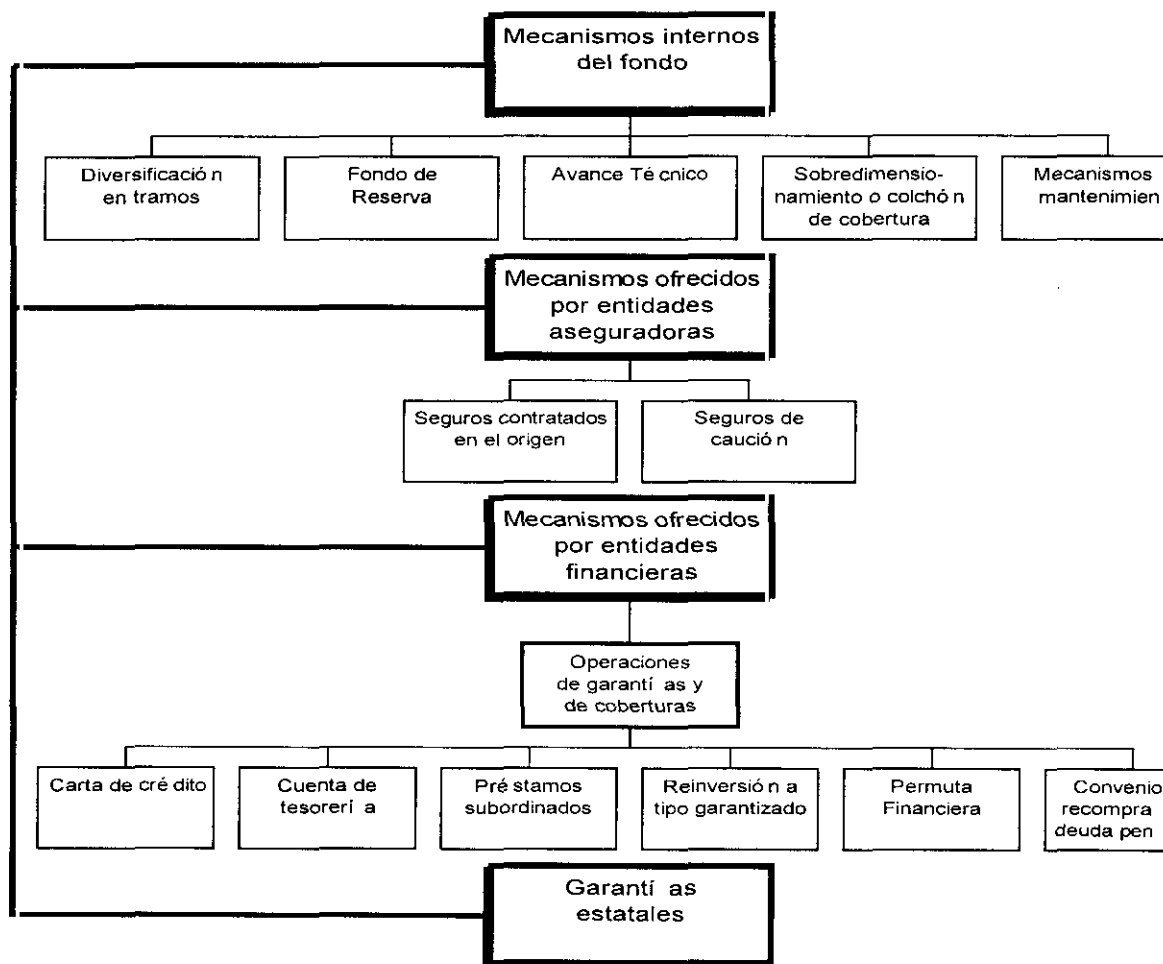 Mecanismos internos
del fondo
Diversificación
en tramos
Fondo de
Reserva
Avance Técnico
Sobredimensio-
namiento o colchón
de cobertura
Mecanismos
mantenimien
Mecanismos ofrecidos
por entidades
aseguradoras
Seguros contratados
en el origen
Seguros de
caución
Mecanismos ofrecidos
por entidades
financieras
Operaciones
de garantías y
de coberturas
Carta de crédito
Cuenta de
tesorería
Préstamos
subordinados
Reinversión a
tipo garantizado
Permuta
Financiera
Convenio
recompra
deuda pen
Garantías
estatales